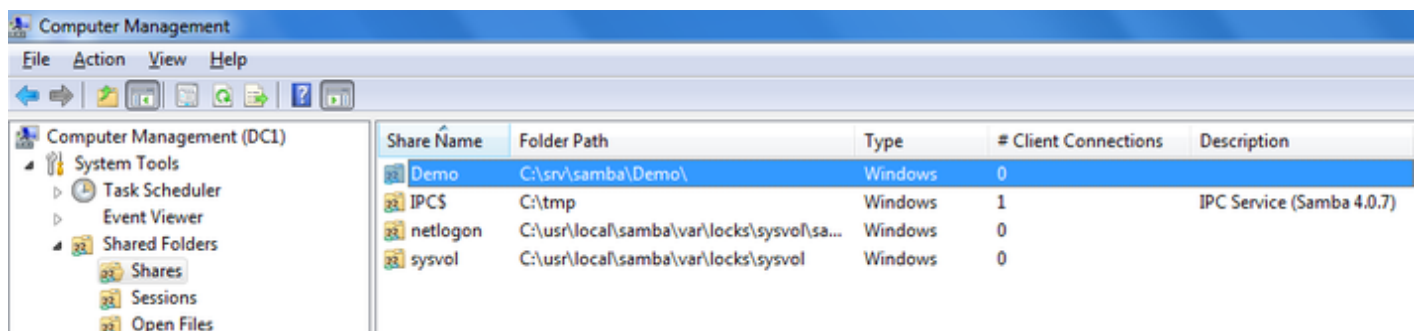 Computer Management
File Action View Help
Computer Management (DC1)
System Tools
Task Scheduler
Event Viewer
Shared Folders
Shares
Sessions
Open Files
Share Name Folder Path Type # Client Connections Description
Demo C:\srv\samba\Demo\ Windows 0
IPC$ C:\tmp Windows 1 IPC Service (Samba 4.0.7)
netlogon C:\usr\local\samba\var\locks\sysvol\sa... Windows 0
sysvol C:\usr\local\samba\var\locks\sysvol Windows 0